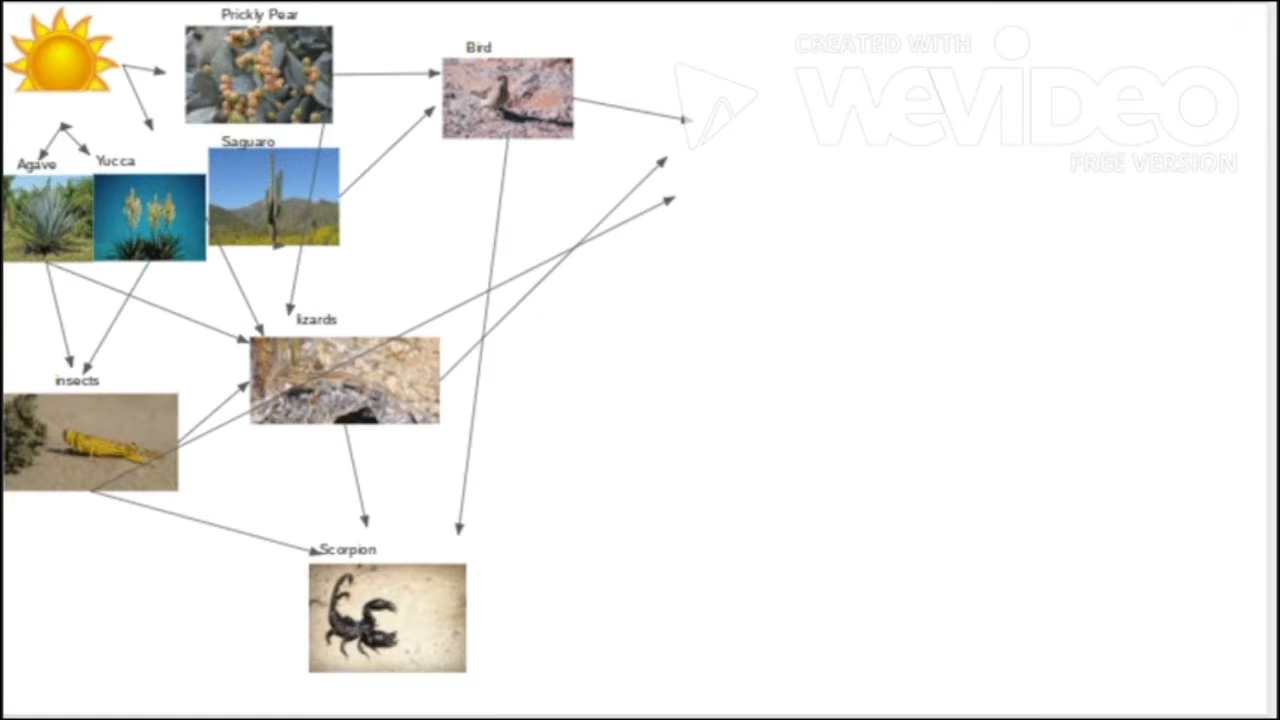 Prickly Pear
Bird
CREATED WITH
WEVIDEO
FREE VERSION
Saguaro
Agave
Yucca
lizards
insects
Scorpion